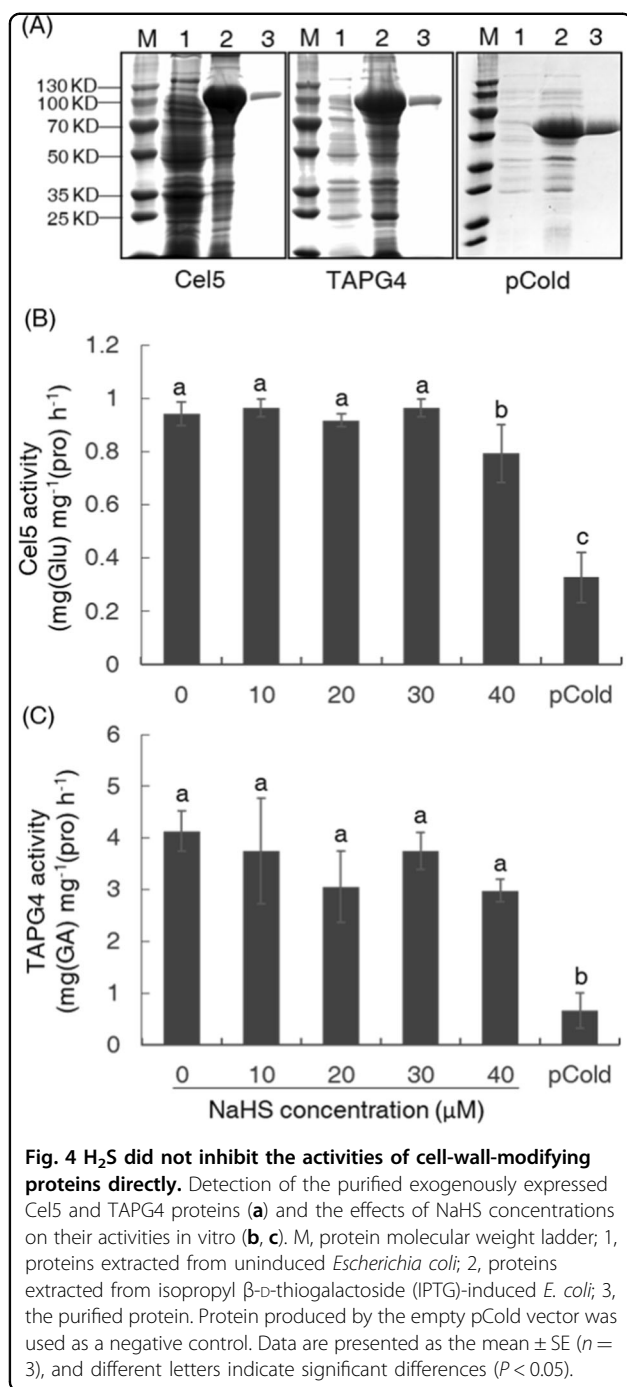 (A)
M 1 2 3 M 1 2 3 M 1 2 3
130 KD
100 KD
70 KD
50 KD
35 KD
25 KD
Cel5 TAPG4 pCold
(B)
Cel5 activity
(mg(Glu) mg⁻¹(pro) h⁻¹)
1.2
1
0.8
0.6
0.4
0.2
0
a a a a b c
0 10 20 30 40 pCold
(C)
TAPG4 activity
(mg(GA) mg⁻¹(pro) h⁻¹)
6
5
4
3
2
1
0
a a a a a b
0 10 20 30 40 pCold
NaHS concentration (µM)
Fig. 4 H₂S did not inhibit the activities of cell-wall-modifying
proteins directly. Detection of the purified exogenously expressed
Cel5 and TAPG4 proteins (a) and the effects of NaHS concentrations
on their activities in vitro (b, c). M, protein molecular weight ladder; 1,
proteins extracted from uninduced Escherichia coli; 2, proteins
extracted from isopropyl β-D-thiogalactoside (IPTG)-induced E. coli; 3,
the purified protein. Protein produced by the empty pCold vector was
used as a negative control. Data are presented as the mean ± SE (n =
3), and different letters indicate significant differences (P < 0.05).